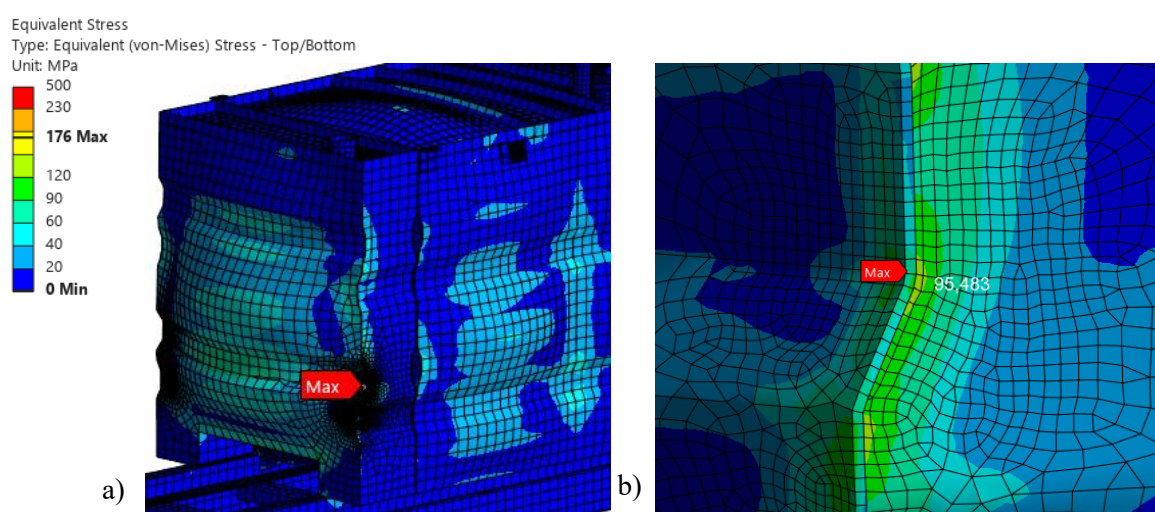 Equivalent Stress
Type: Equivalent (von-Mises) Stress - Top/Bottom
Unit: MPa
500
230
176 Max
120
90
60
40
20
0 Min
Max
a)
Max
95,483
b)